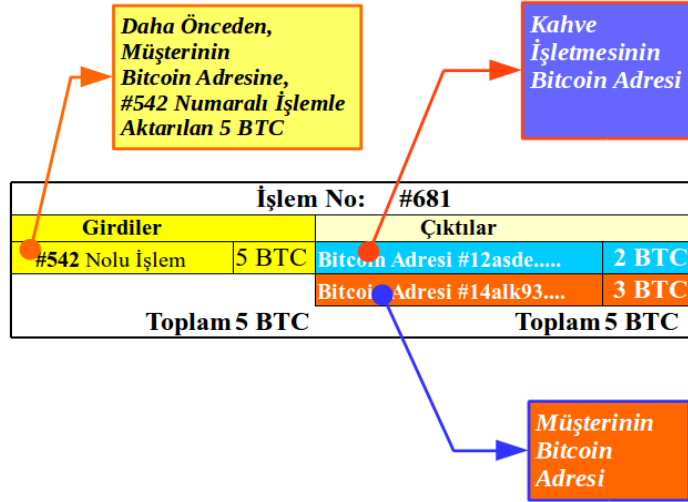 Daha Önceden,
Müşterinin
Bitcoin Adresine,
#542 Numaralı İşlemle
Aktarılan 5 BTC
Kahve
İşletmesinin
Bitcoin Adresi
İşlem No: #681
Girdiler Çıktılar
#542 Nolu İşlem 5 BTC Bitcoin Adresi #12asde..... 2 BTC
Bitcoin Adresi #14alk93.... 3 BTC
Toplam 5 BTC Toplam 5 BTC
Müşterinin
Bitcoin
Adresi